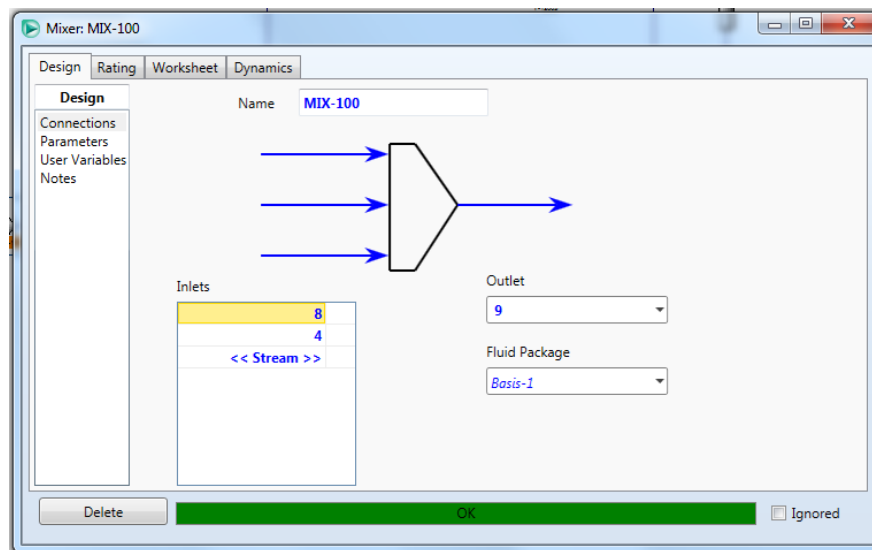 Mixer: MIX-100
Design Rating Worksheet Dynamics
Design
Connections
Parameters
User Variables
Notes
Name MIX-100
Inlets
8
4
<< Stream >>
Outlet
9
Fluid Package
Basis-1
Delete
OK
Ignored